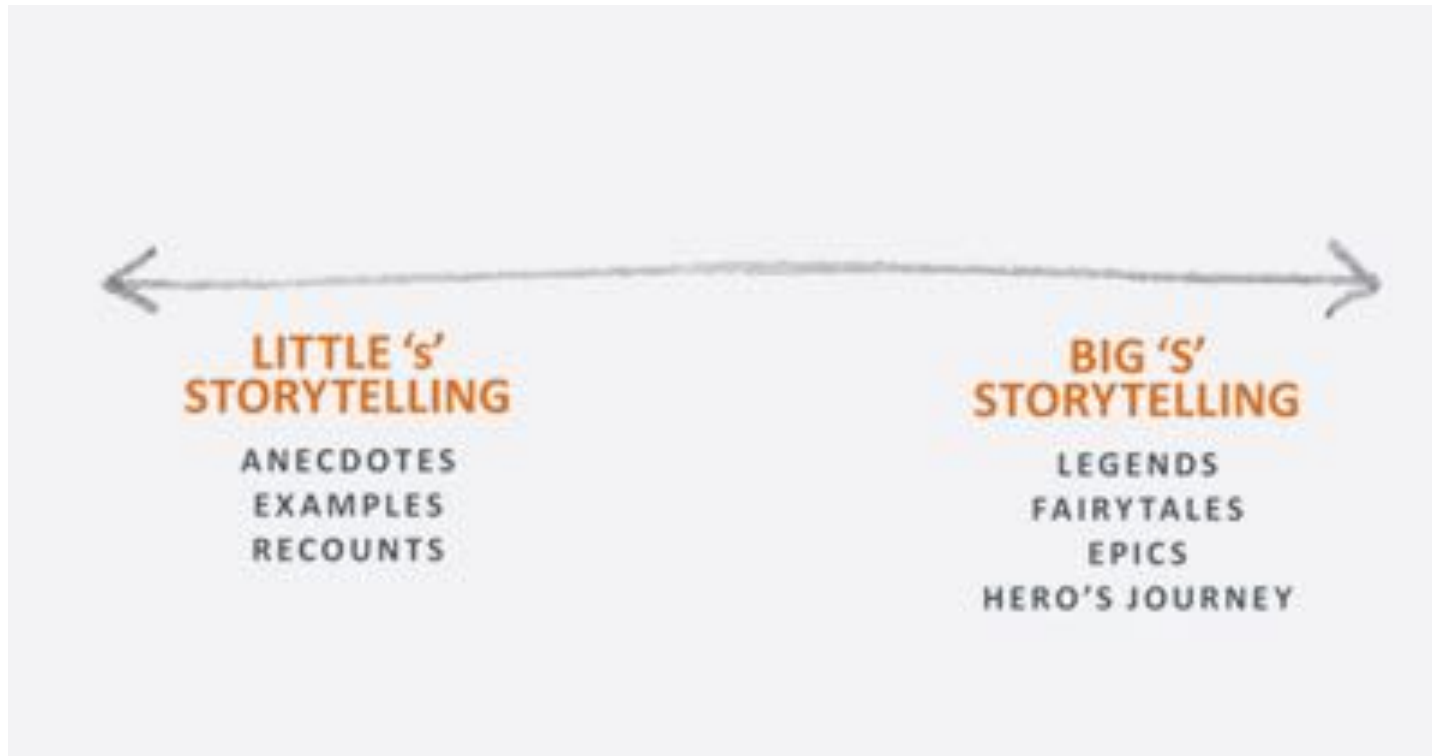 LITTLE ‘s’
STORYTELLING
ANECDOTES
EXAMPLES
RECOUNTS
BIG ‘S’
STORYTELLING
LEGENDS
FAIRYTALES
EPICS
HERO’S JOURNEY